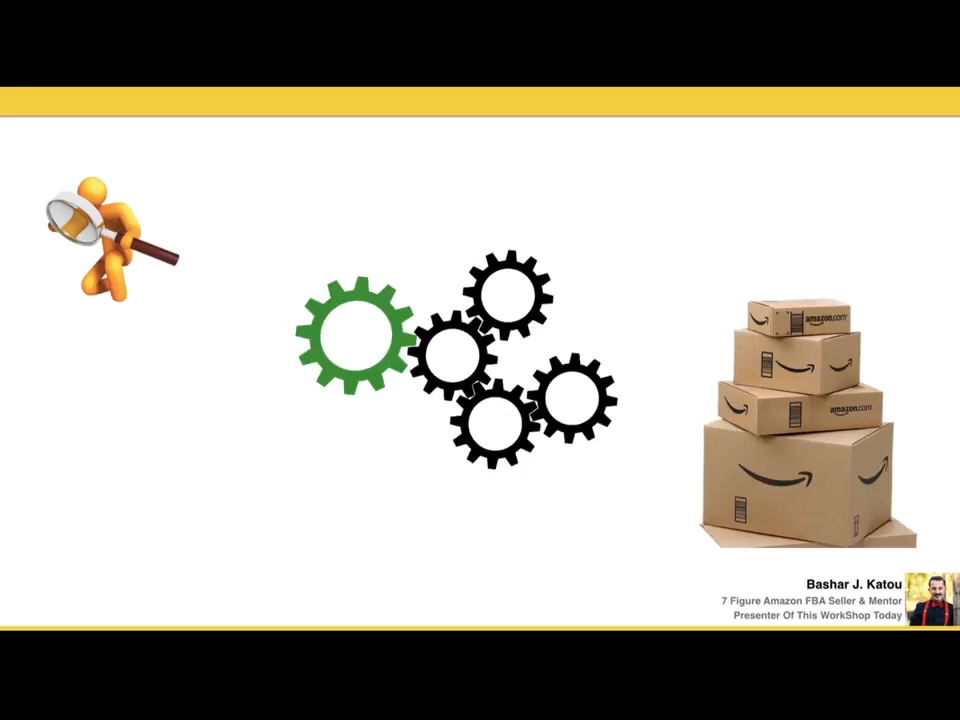 amazon.com
amazon.com
Bashar J. Katou
7 Figure Amazon FBA Seller & Mentor
Presenter Of This WorkShop Today